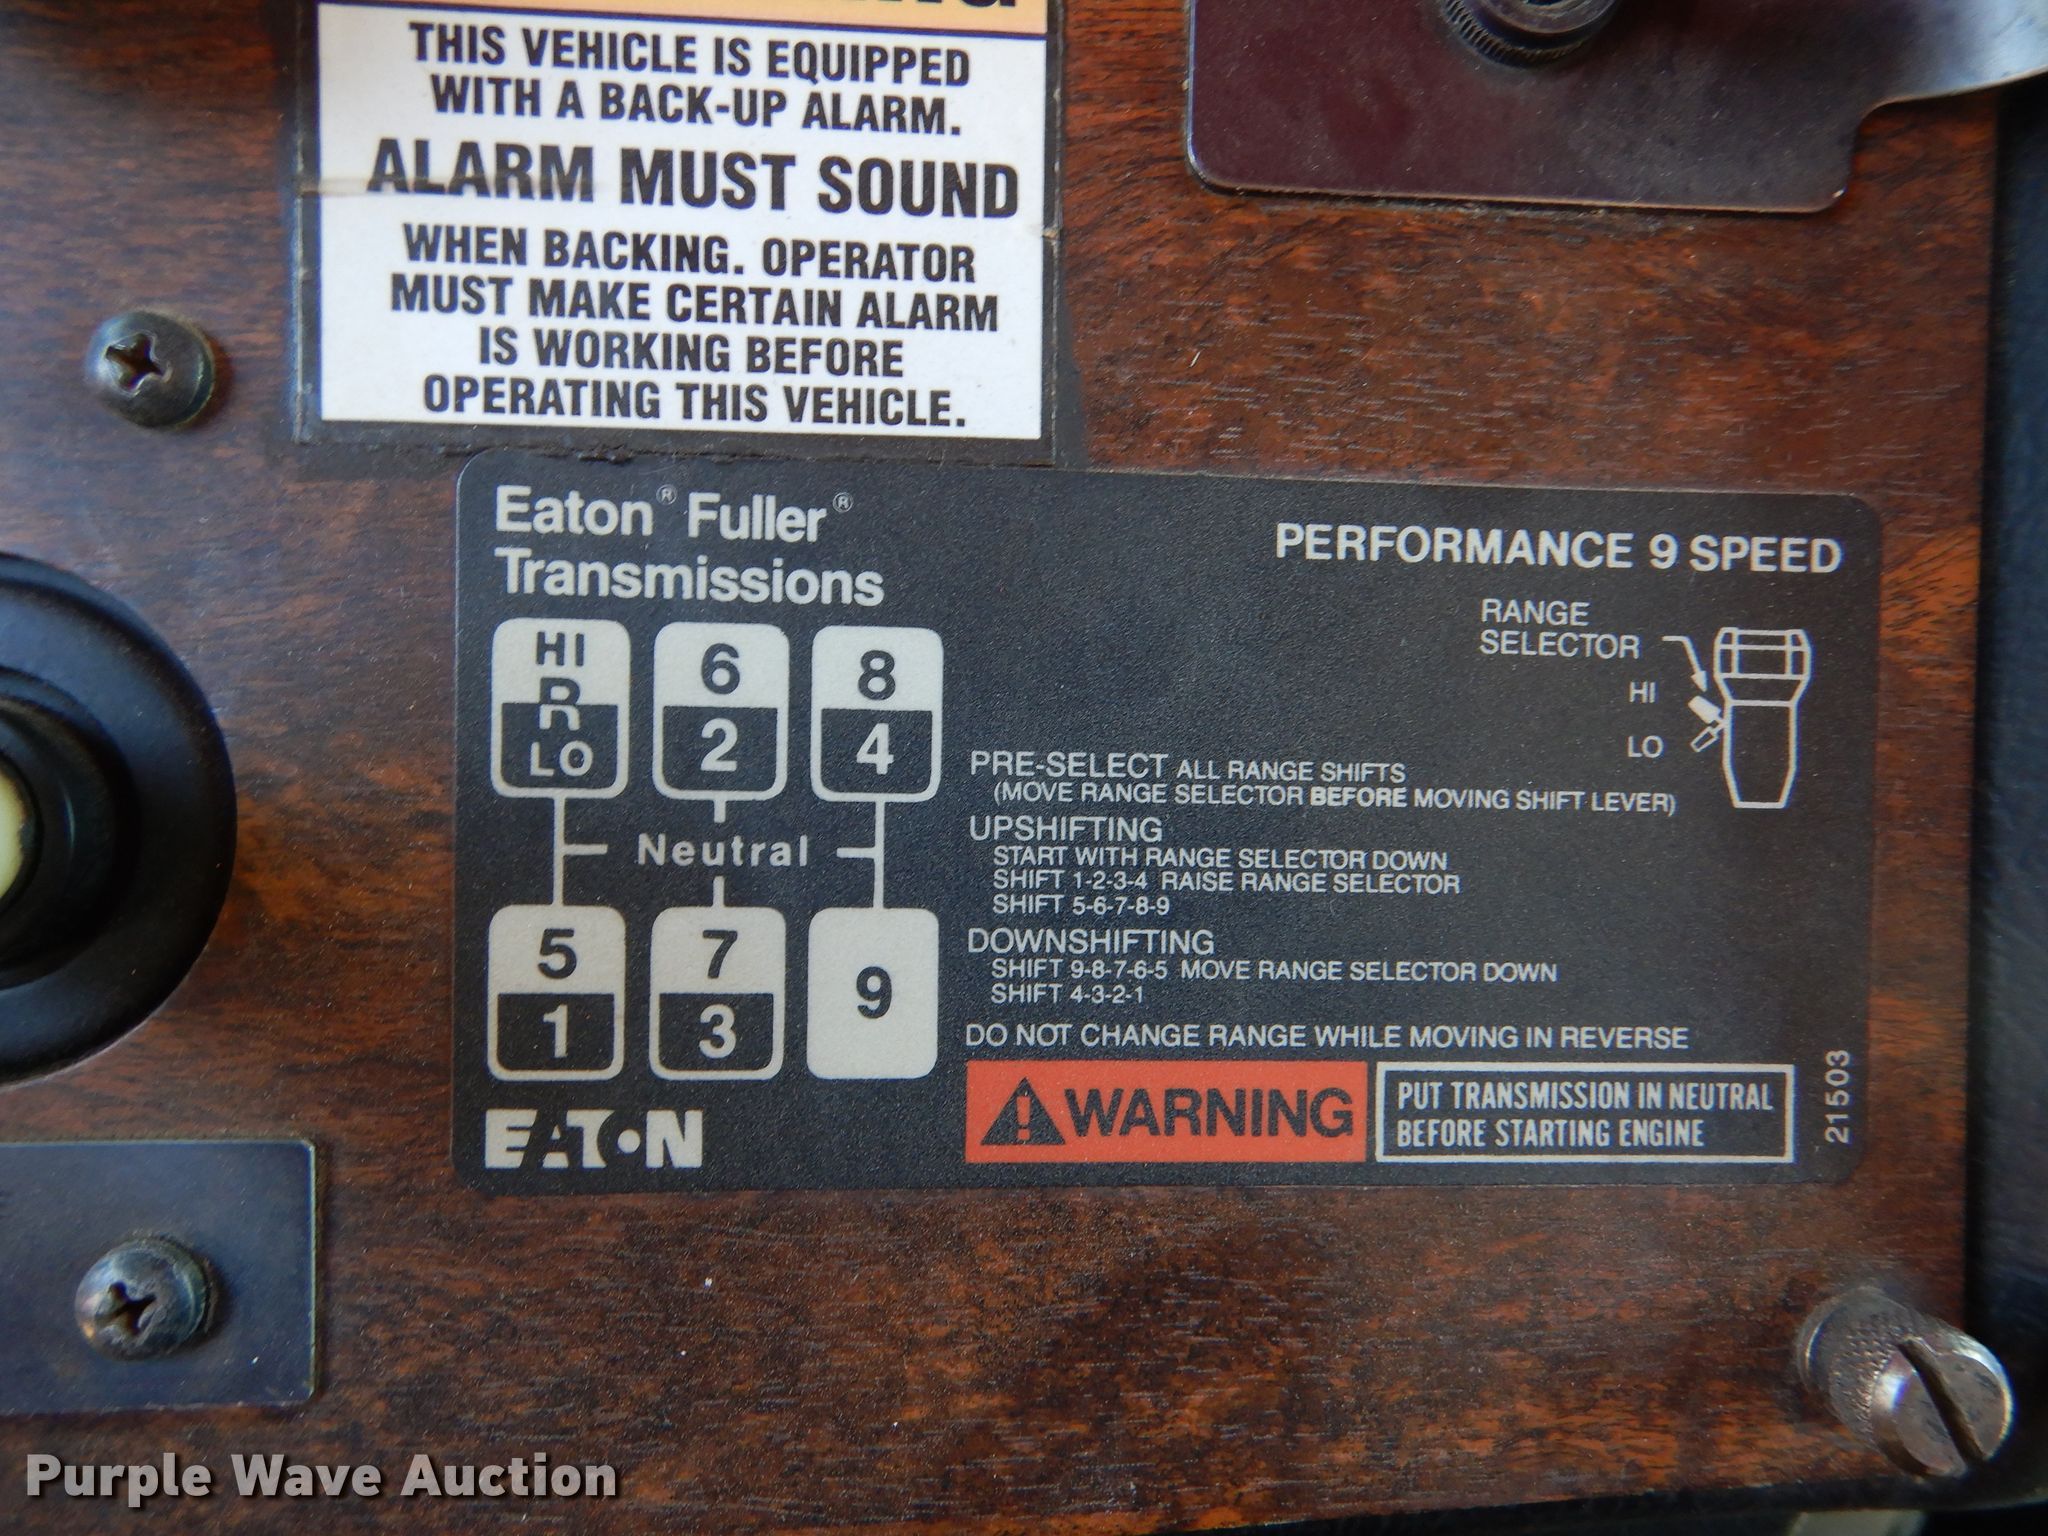 THIS VEHICLE IS EQUIPPED
WITH A BACK-UP ALARM.
ALARM MUST SOUND
WHEN BACKING. OPERATOR
MUST MAKE CERTAIN ALARM
IS WORKING BEFORE
OPERATING THIS VEHICLE.
Eaton® Fuller®
Transmissions
PERFORMANCE 9 SPEED
HI
R
LO
6
2
8
4
Neutral
5
1
7
3
9
RANGE
SELECTOR
HI
LO
PRE-SELECT ALL RANGE SHIFTS
(MOVE RANGE SELECTOR BEFORE MOVING SHIFT LEVER)
UPSHIFTING
START WITH RANGE SELECTOR DOWN
SHIFT 1-2-3-4 RAISE RANGE SELECTOR
SHIFT 5-6-7-8-9
DOWNSHIFTING
SHIFT 9-8-7-6-5 MOVE RANGE SELECTOR DOWN
SHIFT 4-3-2-1
DO NOT CHANGE RANGE WHILE MOVING IN REVERSE
EATON
WARNING
PUT TRANSMISSION IN NEUTRAL
BEFORE STARTING ENGINE
21503
Purple Wave Auction